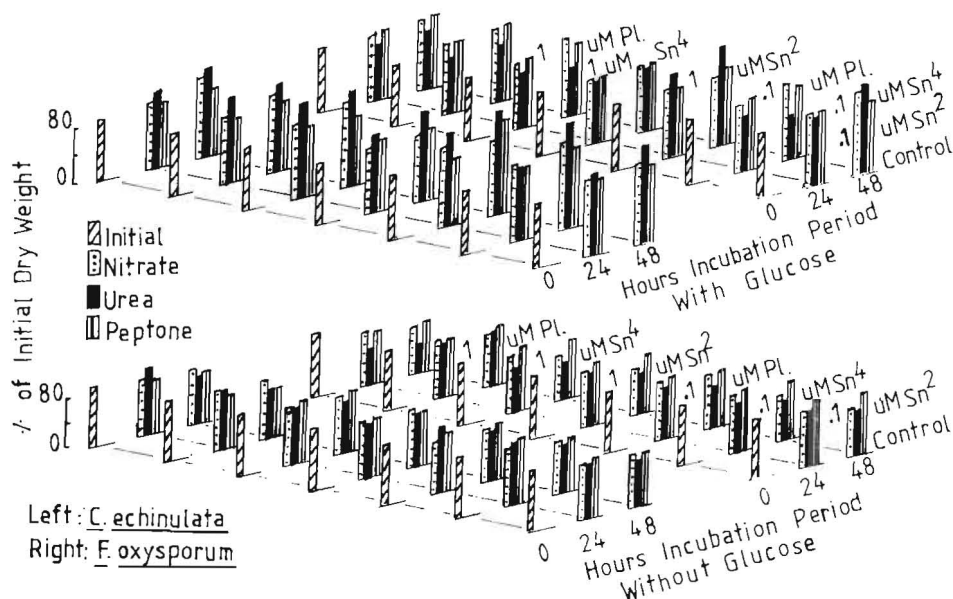 % of Initial Dry Weight
80
0
Initial
Nitrate
Urea
Peptone
1 uM Pl.
1 uM Sn4
1 uM Sn2
.1 uM Pl.
.1 uM Sn4
.1 uM Sn2
Control
0 24 48
0 24 48
Hours Incubation Period
With Glucose
80
0
1 uM Pl.
1 uM Sn4
1 uM Sn2
.1 uM Pl.
.1 uM Sn4
.1 uM Sn2
Control
0 24 48
0 24 48
Hours Incubation Period
Without Glucose
Left: C. echinulata
Right: F. oxysporum